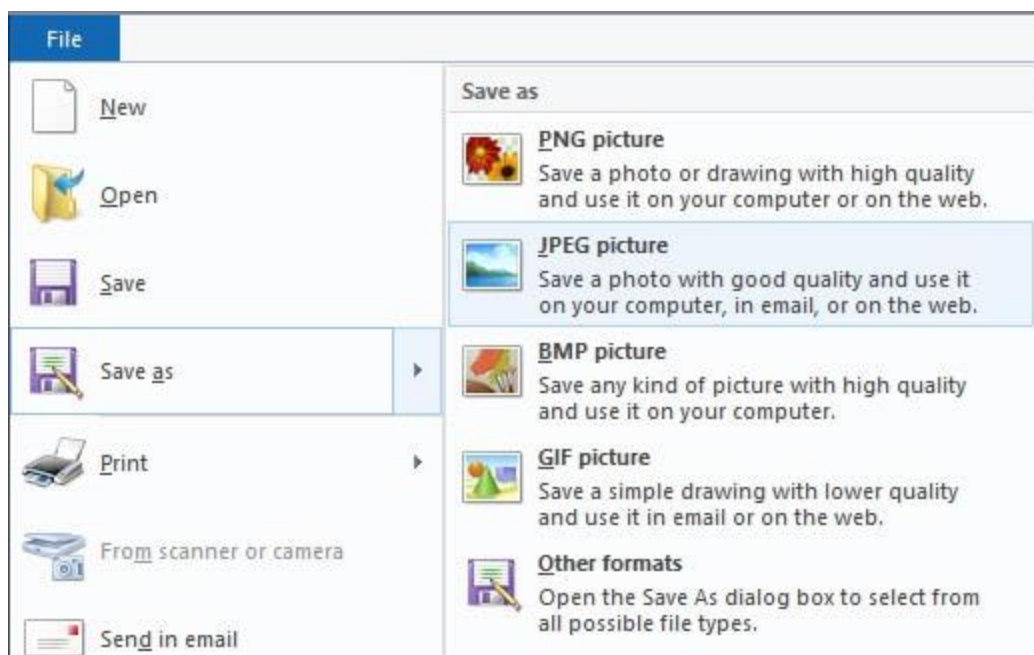 File
New
Open
Save
Save as
Print
From scanner or camera
Send in email
Save as
PNG picture
Save a photo or drawing with high quality
and use it on your computer or on the web.
JPEG picture
Save a photo with good quality and use it
on your computer, in email, or on the web.
BMP picture
Save any kind of picture with high quality
and use it on your computer.
GIF picture
Save a simple drawing with lower quality
and use it in email or on the web.
Other formats
Open the Save As dialog box to select from
all possible file types.